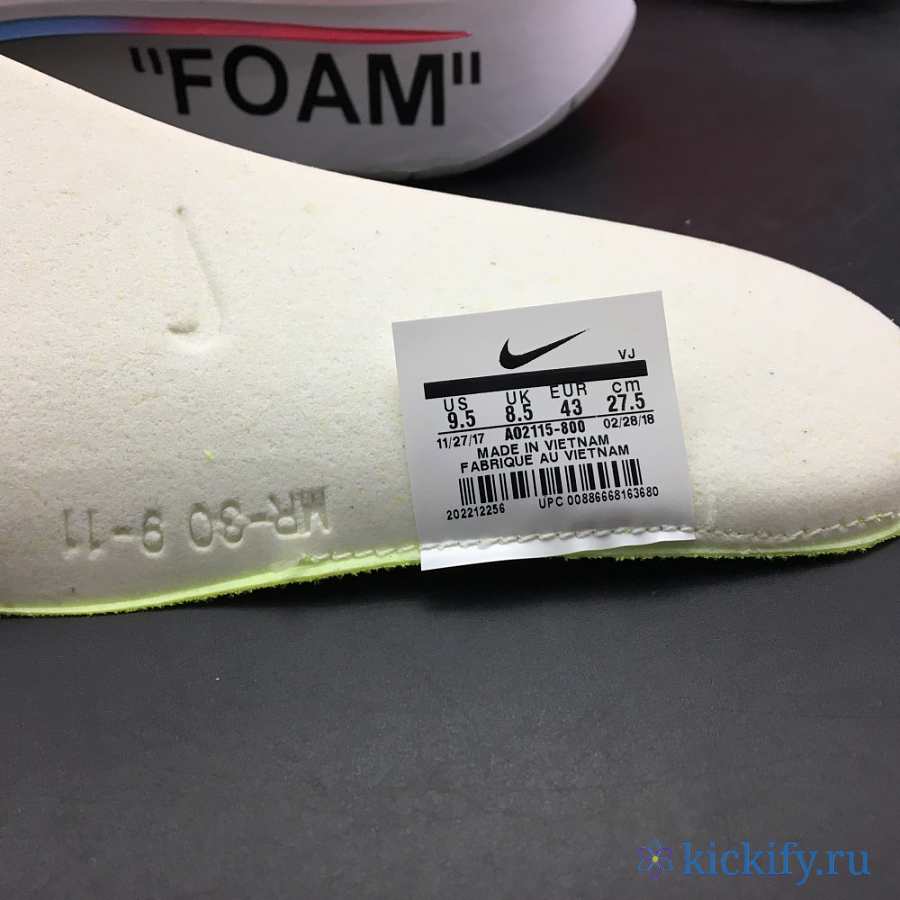 "FOAM"
VJ
US UK EUR cm
9.5 8.5 43 27.5
11/27/17 AO2115-800 02/28/18
MADE IN VIETNAM
FABRIQUE AU VIETNAM
202212256 UPC 00886668163680
MR-30 9-11
kickify.ru